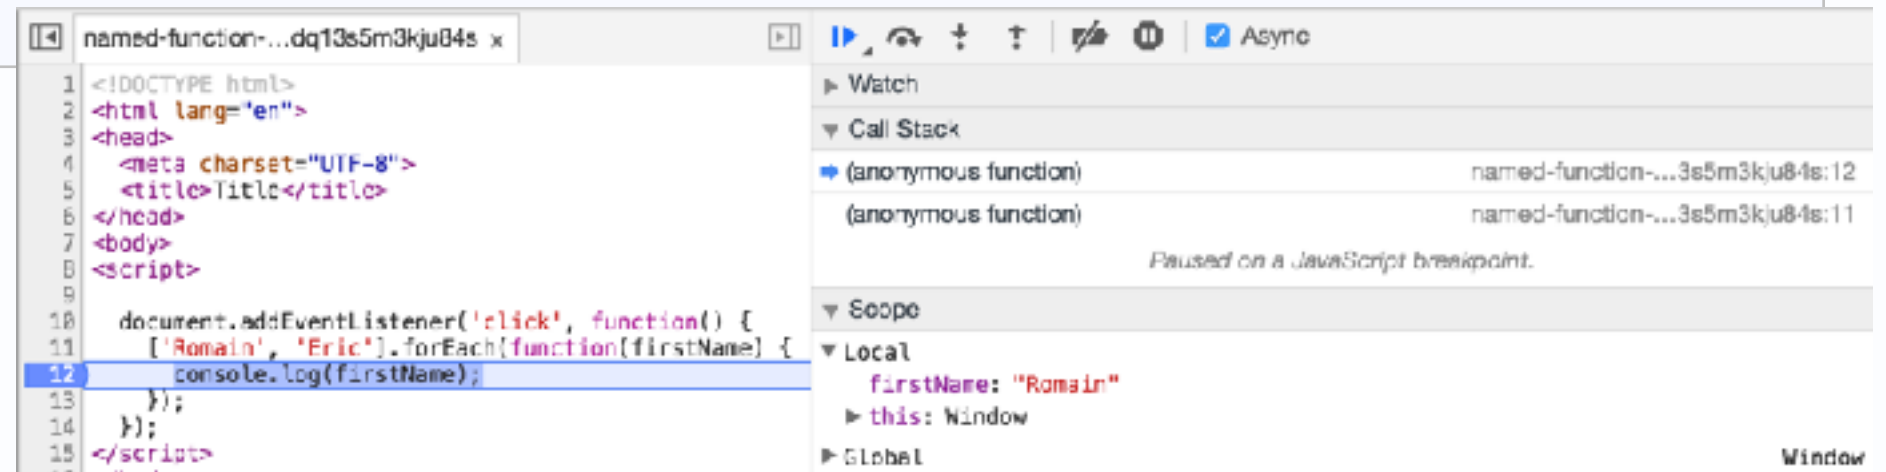 named-function-...dq13s5m3kju84s x
1 <!DOCTYPE html>
2 <html lang="en">
3 <head>
4 <meta charset="UTF-8">
5 <title>Title</title>
6 </head>
7 <body>
8 <script>
9
10 document.addEventListener('click', function() {
11 ['Romain', 'Eric'].forEach(function(firstName) {
12 console.log(firstName);
13 });
14 });
15 </script>
Async
Watch
Call Stack
(anonymous function) named-function-...3s5m3kju84s:12
(anonymous function) named-function-...3s5m3kju84s:11
Paused on a JavaScript breakpoint.
Scope
Local
firstName: "Romain"
this: Window
Global Window